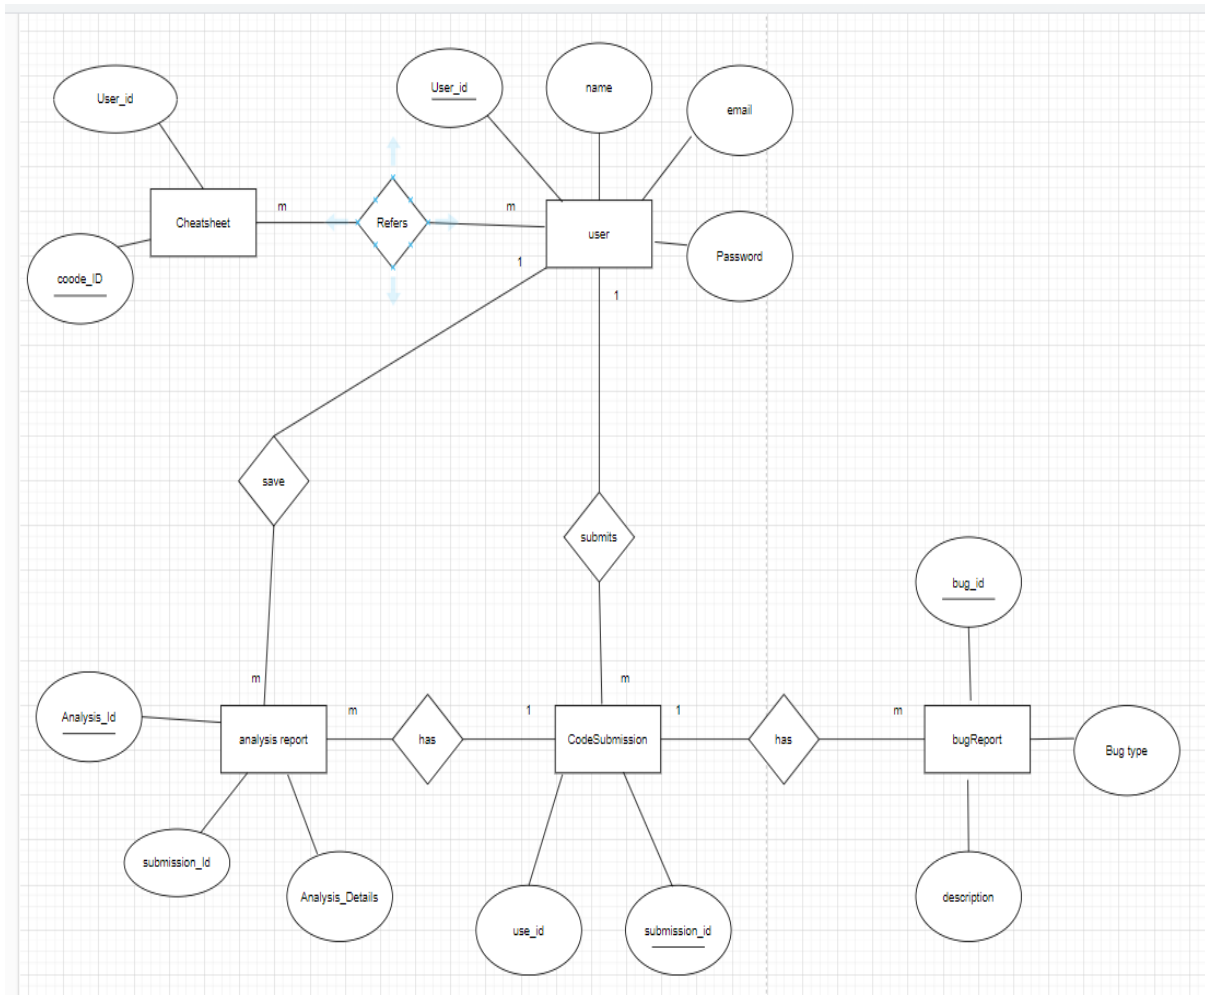 User_id
User_id
name
email
Cheatsheet
m
Refers
m
user
Password
coode_ID
1
1
save
submits
bug_id
m
m
Analysis_Id
analysis report
m
has
1
CodeSubmission
1
has
m
bugReport
Bug type
submission_Id
Analysis_Details
use_id
submission_id
description